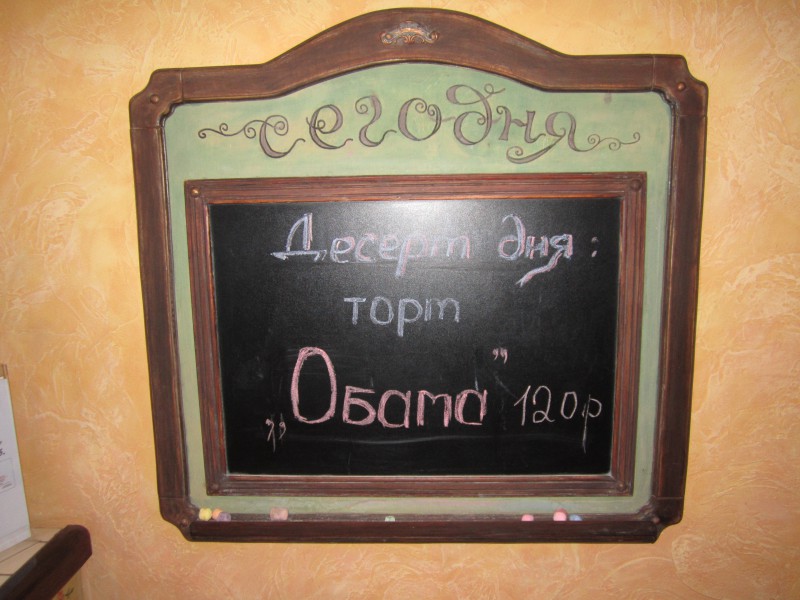 сегодня
Десерт дня:
торт
„Обама" 120р